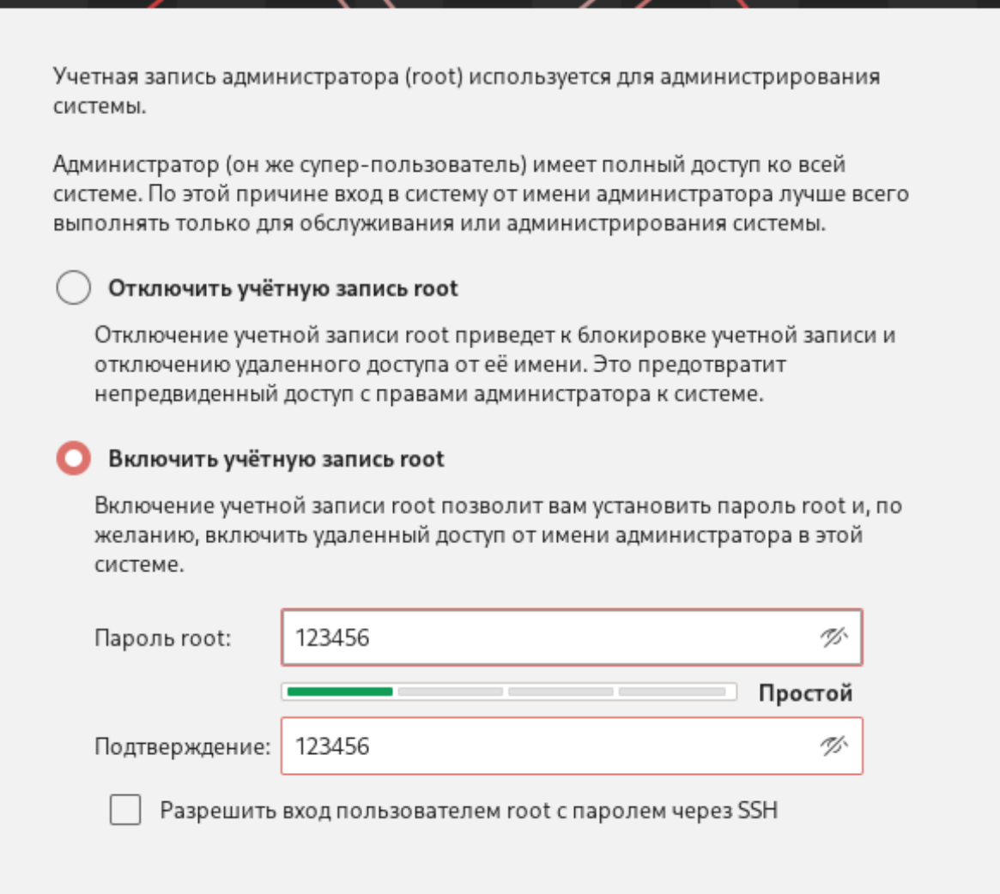 Учетная запись администратора (root) используется для администрирования
системы.
Администратор (он же супер-пользователь) имеет полный доступ ко всей
системе. По этой причине вход в систему от имени администратора лучше всего
выполнять только для обслуживания или администрирования системы.
Отключить учётную запись root
Отключение учетной записи root приведет к блокировке учетной записи и
отключению удаленного доступа от её имени. Это предотвратит
непредвиденный доступ с правами администратора к системе.
Включить учётную запись root
Включение учетной записи root позволит вам установить пароль root и, по
желанию, включить удаленный доступ от имени администратора в этой
системе.
Пароль root: 123456
Простой
Подтверждение: 123456
Разрешить вход пользователем root с паролем через SSH